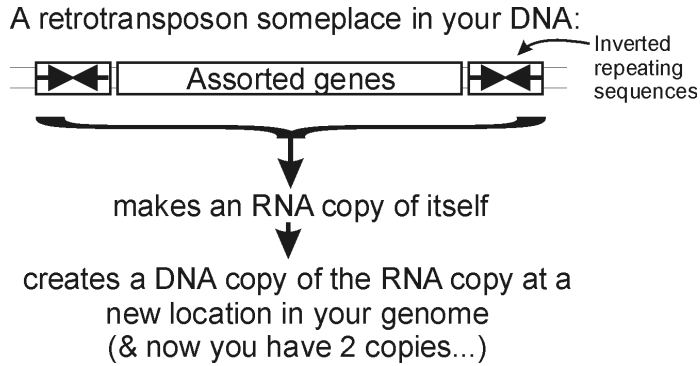 A retrotransposon someplace in your DNA:
Inverted
repeating
sequences
Assorted genes
makes an RNA copy of itself
creates a DNA copy of the RNA copy at a
new location in your genome
(& now you have 2 copies...)